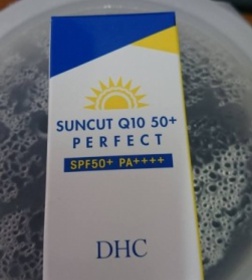 SUNCUT Q10 50+
PERFECT
SPF50+ PA++++
DHC